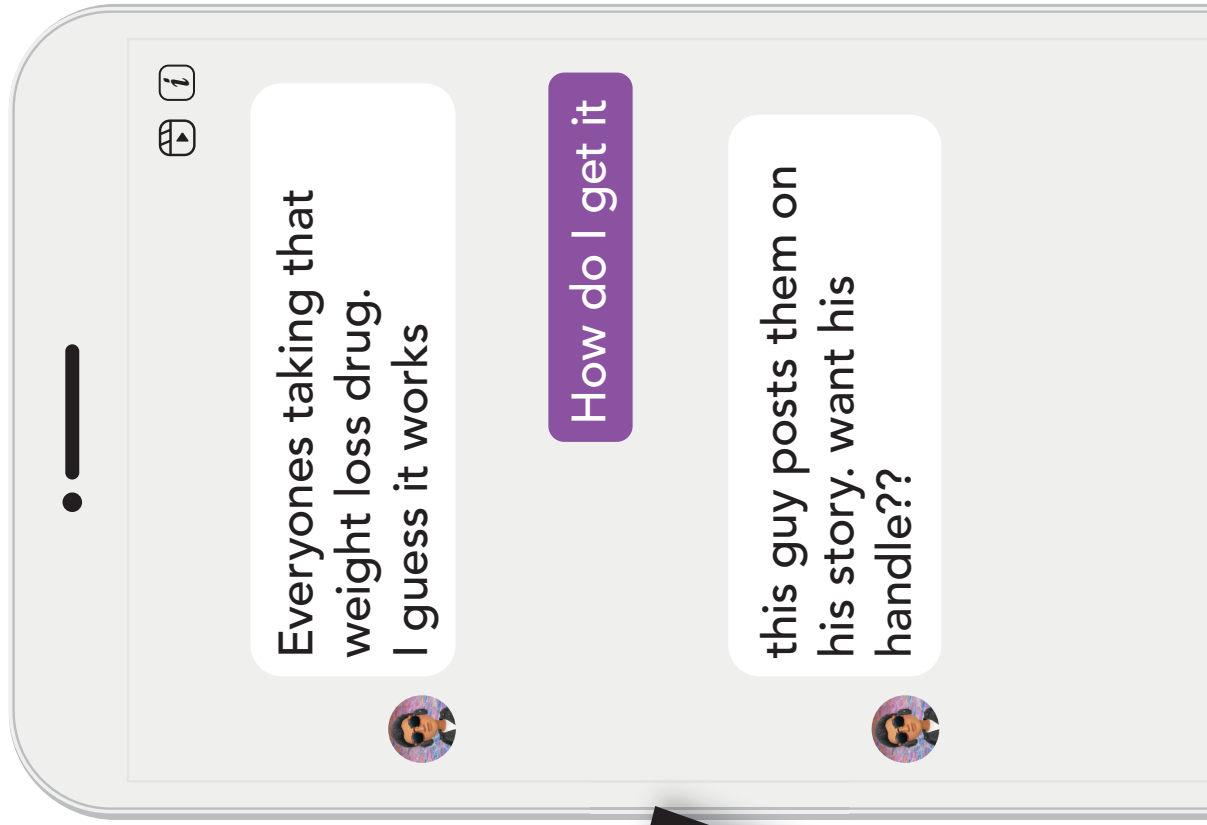 i
Everyones taking that
weight loss drug.
I guess it works
How do I get it
this guy posts them on
his story. want his
handle??